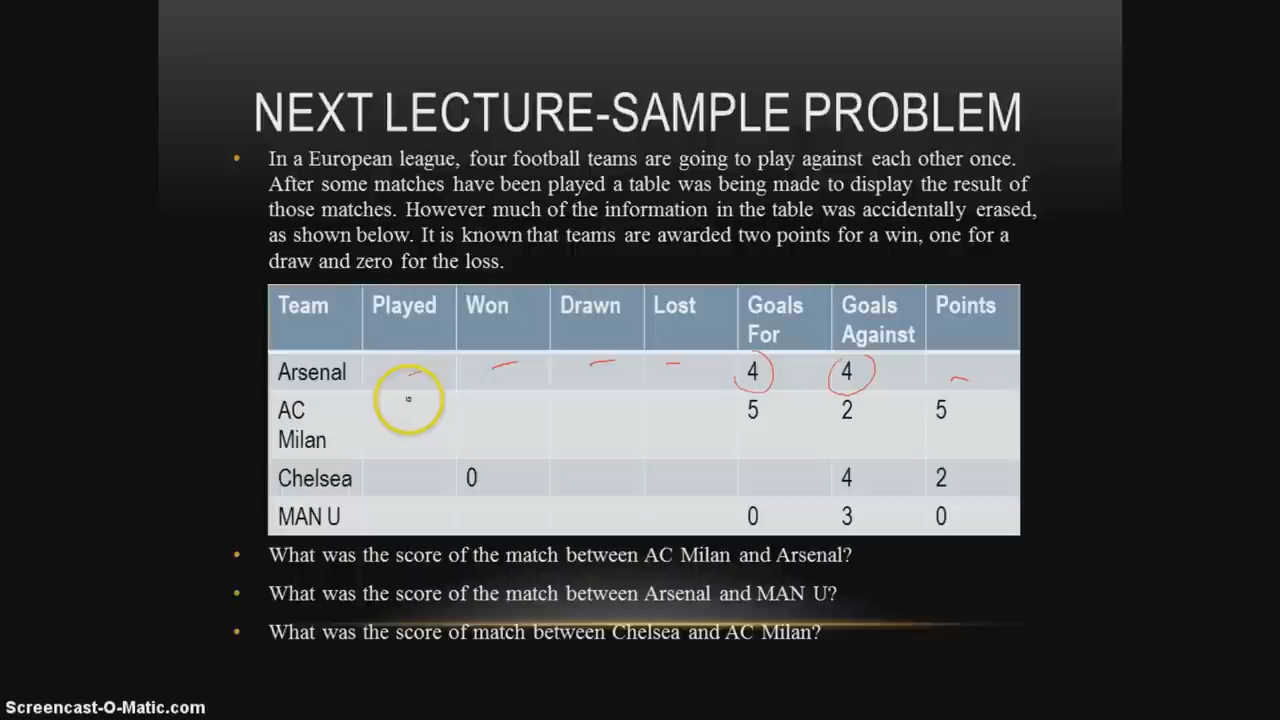 NEXT LECTURE-SAMPLE PROBLEM
• In a European league, four football teams are going to play against each other once.
After some matches have been played a table was being made to display the result of
those matches. However much of the information in the table was accidentally erased,
as shown below. It is known that teams are awarded two points for a win, one for a
draw and zero for the loss.
Team Played Won Drawn Lost Goals For Goals Against Points
Arsenal 4 4
AC Milan 5 2 5
Chelsea 0 4 2
MAN U 0 3 0
• What was the score of the match between AC Milan and Arsenal?
• What was the score of the match between Arsenal and MAN U?
• What was the score of match between Chelsea and AC Milan?
Screencast-O-Matic.com